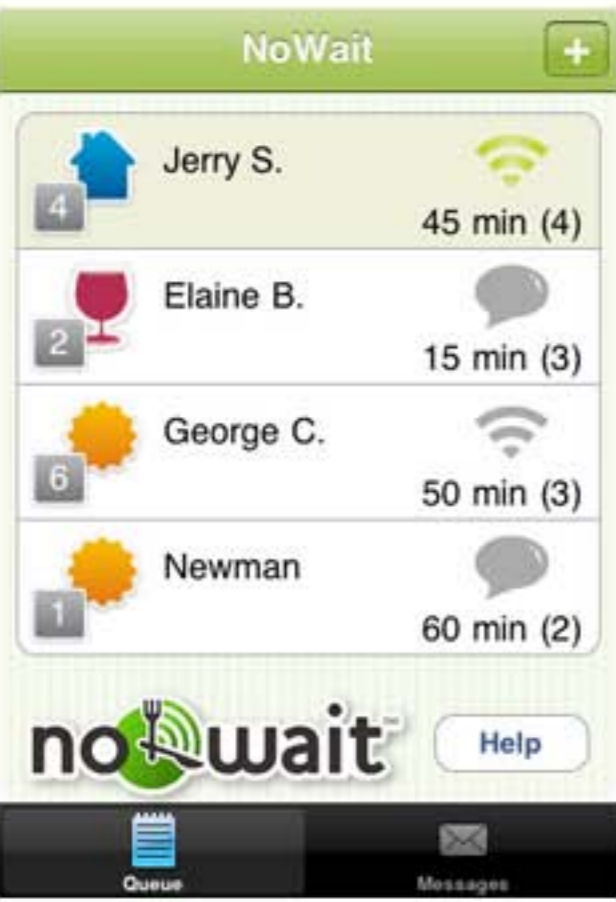 NoWait
+
Jerry S.
4
45 min (4)
Elaine B.
2
15 min (3)
George C.
6
50 min (3)
Newman
1
60 min (2)
nowait™
Help
Queue
Messages